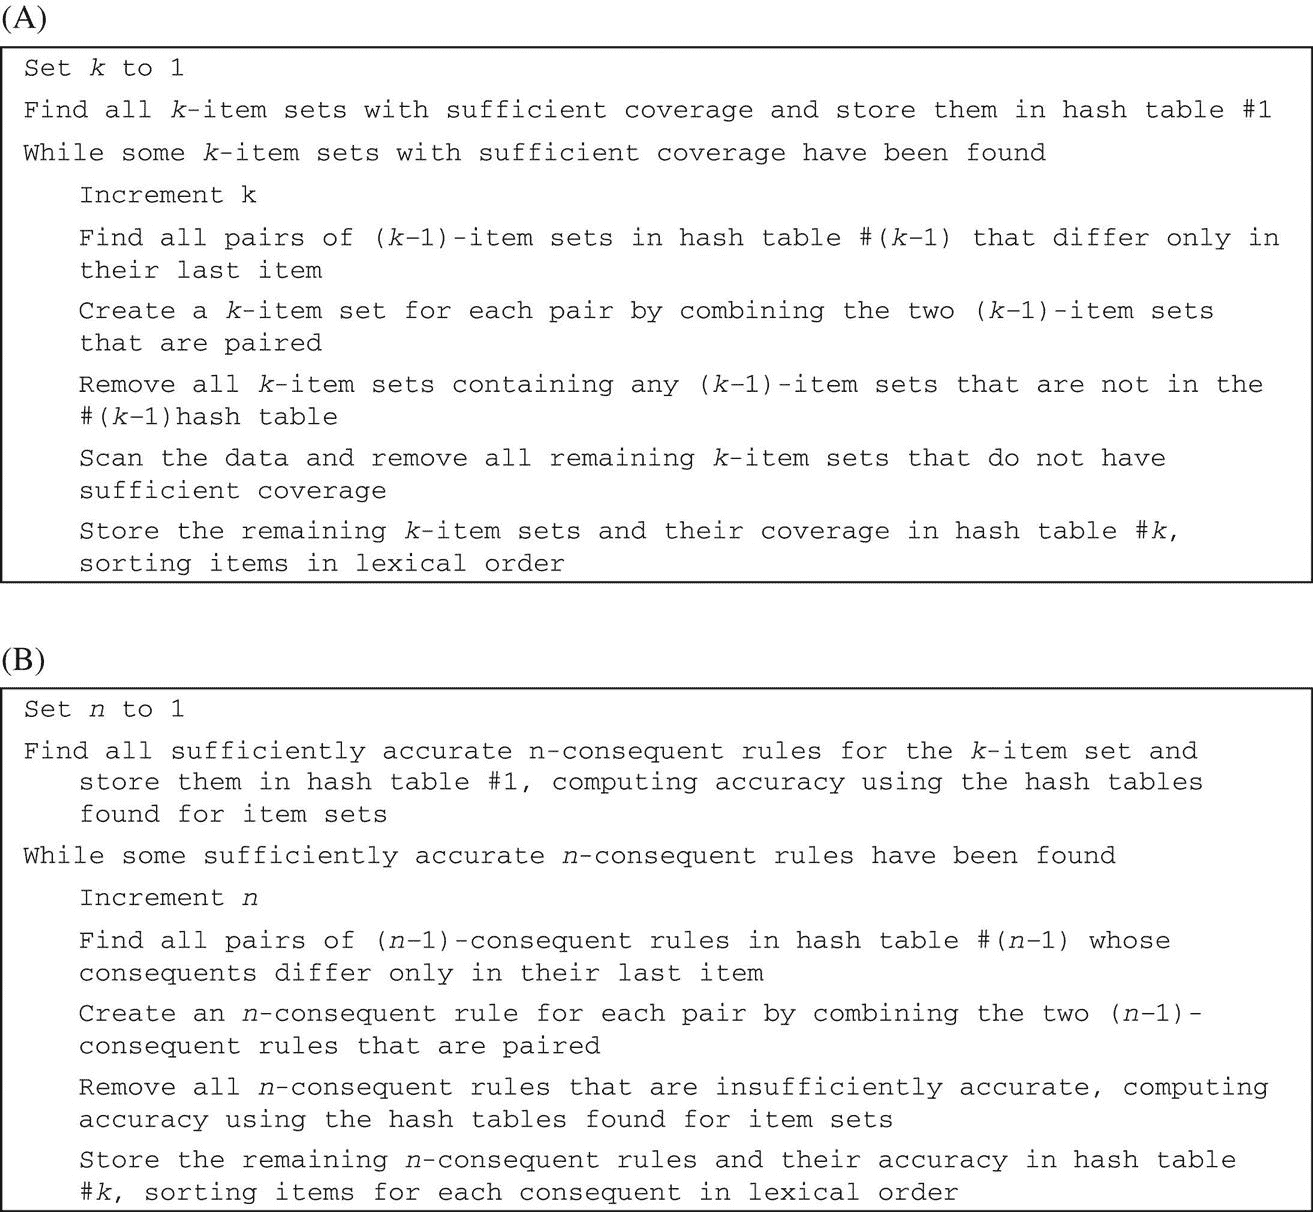 (A)
Set k to 1
Find all k-item sets with sufficient coverage and store them in hash table #1
While some k-item sets with sufficient coverage have been found
Increment k
Find all pairs of (k–1)-item sets in hash table #(k–1) that differ only in
their last item
Create a k-item set for each pair by combining the two (k–1)-item sets
that are paired
Remove all k-item sets containing any (k–1)-item sets that are not in the
#(k–1)hash table
Scan the data and remove all remaining k-item sets that do not have
sufficient coverage
Store the remaining k-item sets and their coverage in hash table #k,
sorting items in lexical order
(B)
Set n to 1
Find all sufficiently accurate n-consequent rules for the k-item set and
store them in hash table #1, computing accuracy using the hash tables
found for item sets
While some sufficiently accurate n-consequent rules have been found
Increment n
Find all pairs of (n–1)-consequent rules in hash table #(n–1) whose
consequents differ only in their last item
Create an n-consequent rule for each pair by combining the two (n–1)-
consequent rules that are paired
Remove all n-consequent rules that are insufficiently accurate, computing
accuracy using the hash tables found for item sets
Store the remaining n-consequent rules and their accuracy in hash table
#k, sorting items for each consequent in lexical order